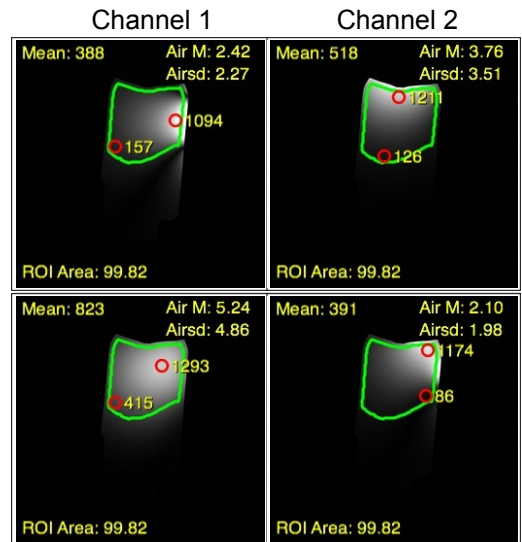 Channel 1 Channel 2
Mean: 388 Air M: 2.42 Mean: 518 Air M: 3.76
Airsd: 2.27 Airsd: 3.51
1211
1094
157
126
ROI Area: 99.82 ROI Area: 99.82
Mean: 823 Air M: 5.24 Mean: 391 Air M: 2.10
Airsd: 4.86 Airsd: 1.98
1174
1293
86
415
ROI Area: 99.82 ROI Area: 99.82